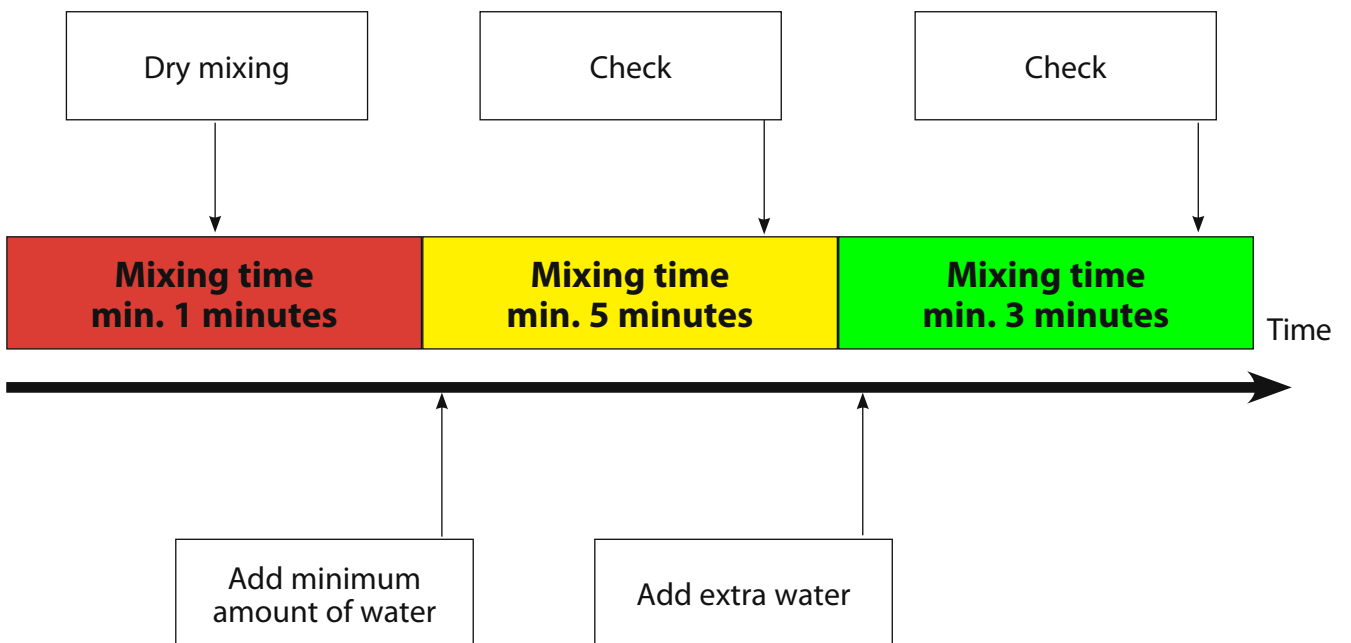 Dry mixing
Check
Check
Mixing time
min. 1 minutes
Mixing time
min. 5 minutes
Mixing time
min. 3 minutes
Time
Add minimum
amount of water
Add extra water